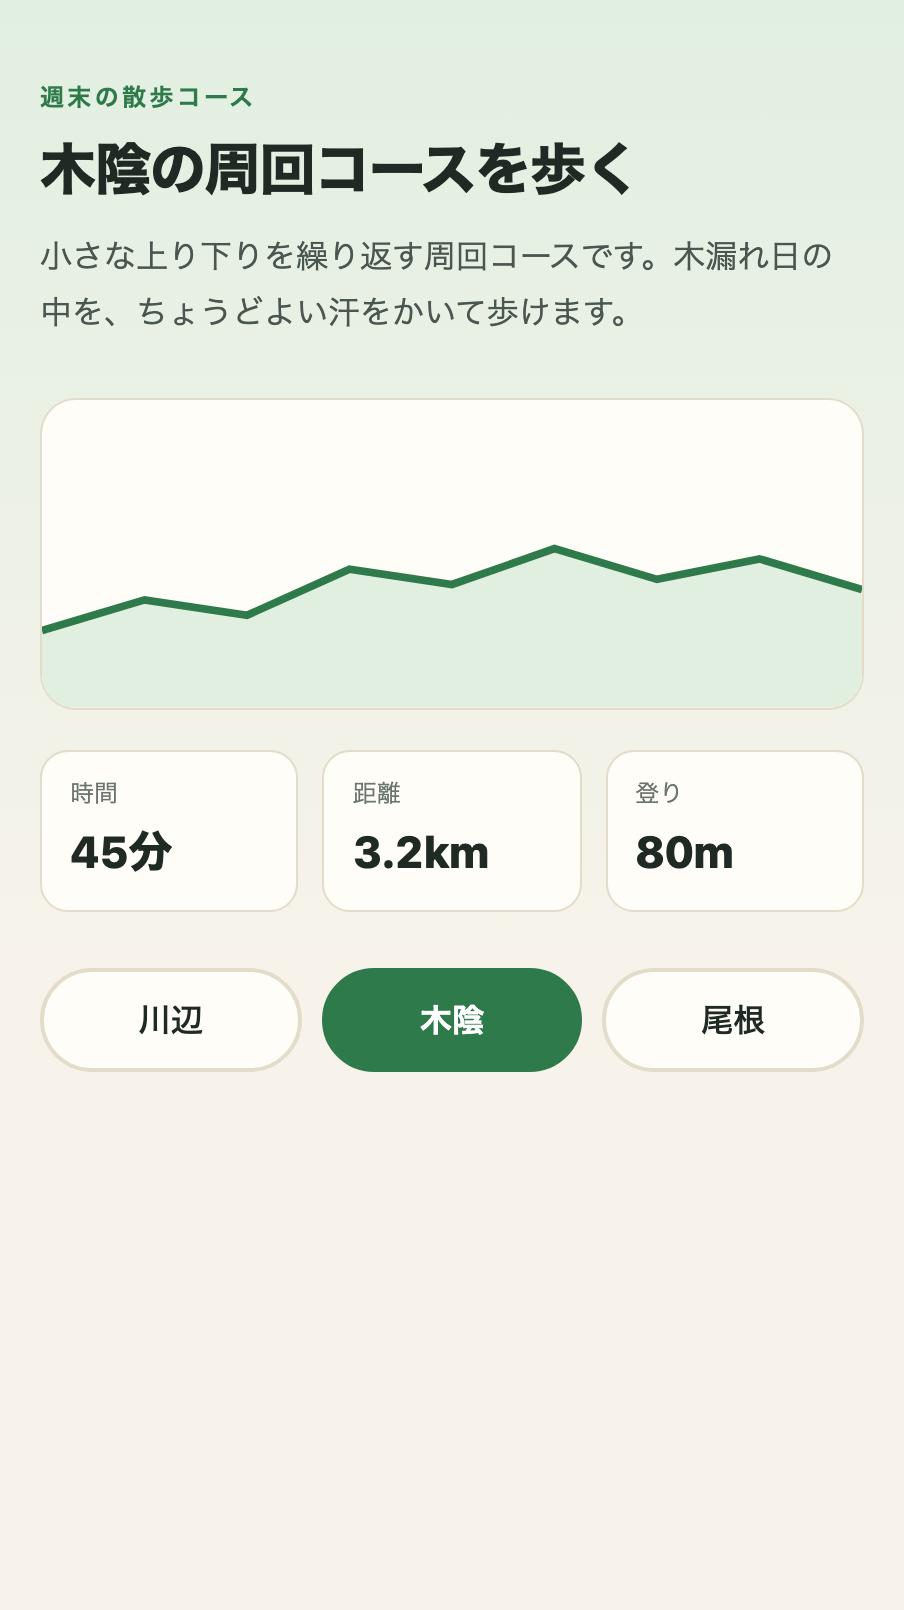 週末の散歩コース
木陰の周回コースを歩く
小さな上り下りを繰り返す周回コースです。木漏れ日の
中を、ちょうどよい汗をかいて歩けます。
時間
45分
距離
3.2km
登り
80m
川辺
木陰
尾根